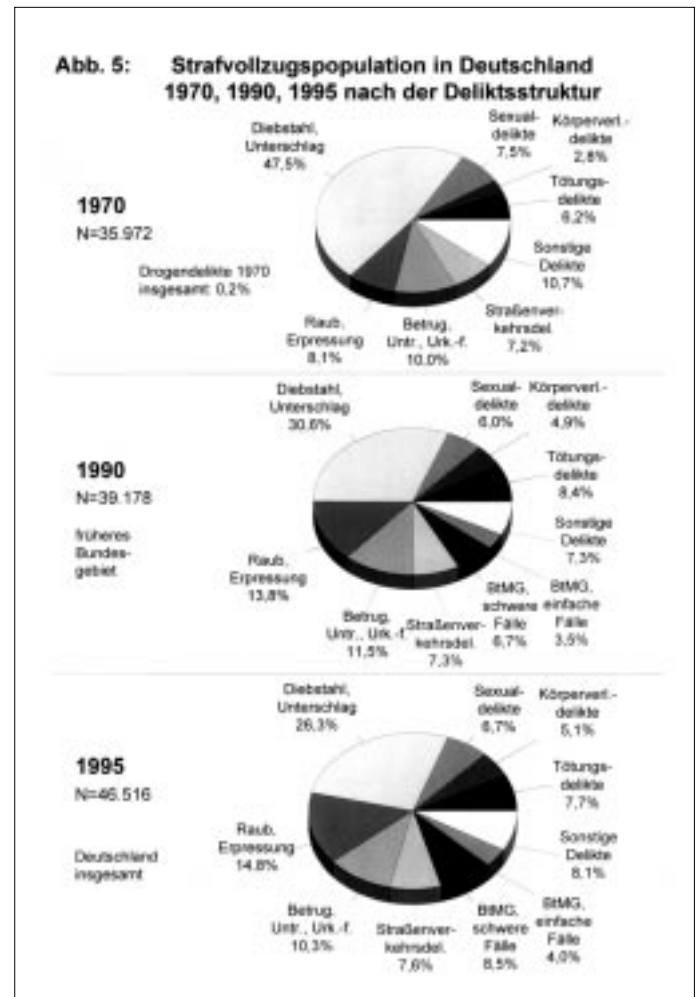 Abb. 5: Strafvollzugspopulation in Deutschland
1970, 1990, 1995 nach der Deliktsstruktur
1970
N=35.972
Drogendelikte 1970
insgesamt: 0,2%
Diebstahl,
Unterschlag
47,5%
Sexual-
delikte
7,5%
Körperverl.-
delikte
2,8%
Tötungs-
delikte
6,2%
Sonstige
Delikte
10,7%
Straßenver-
kehrsdel.
7,2%
Betrug,
Untr., Urk.-f.
10,0%
Raub,
Erpressung
8,1%
1990
N=39.178
früheres
Bundes-
gebiet
Diebstahl,
Unterschlag
30,6%
Sexual-
delikte
6,0%
Körperverl.-
delikte
4,9%
Tötungs-
delikte
8,4%
Sonstige
Delikte
7,3%
BtMG,
einfache
Fälle
3,5%
BtMG,
schwere
Fälle
6,7%
Straßenver-
kehrsdel.
7,3%
Betrug,
Untr., Urk.-f.
11,5%
Raub,
Erpressung
13,8%
1995
N=46.516
Deutschland
insgesamt
Diebstahl,
Unterschlag
26,3%
Sexual-
delikte
6,7%
Körperverl.-
delikte
5,1%
Tötungs-
delikte
7,7%
Sonstige
Delikte
8,1%
BtMG,
einfache
Fälle
4,0%
BtMG,
schwere
Fälle
8,5%
Straßenver-
kehrsdel.
7,6%
Betrug,
Untr., Urk.-f.
10,3%
Raub,
Erpressung
14,8%